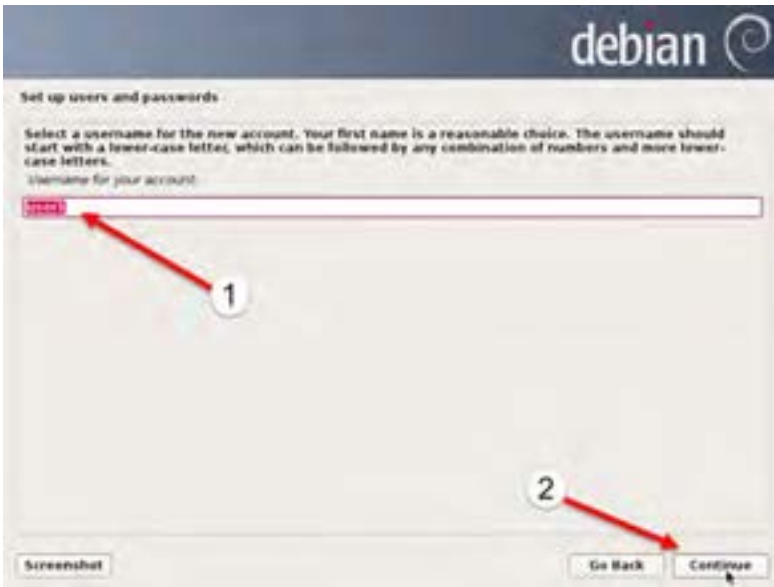 debian
Set up users and passwords
Select a username for the new account. Your first name is a reasonable choice. The username should
start with a lower-case letter, which can be followed by any combination of numbers and more lower-
case letters.
Username for your account:
user1
1
2
Screenshot
Go Back
Continue